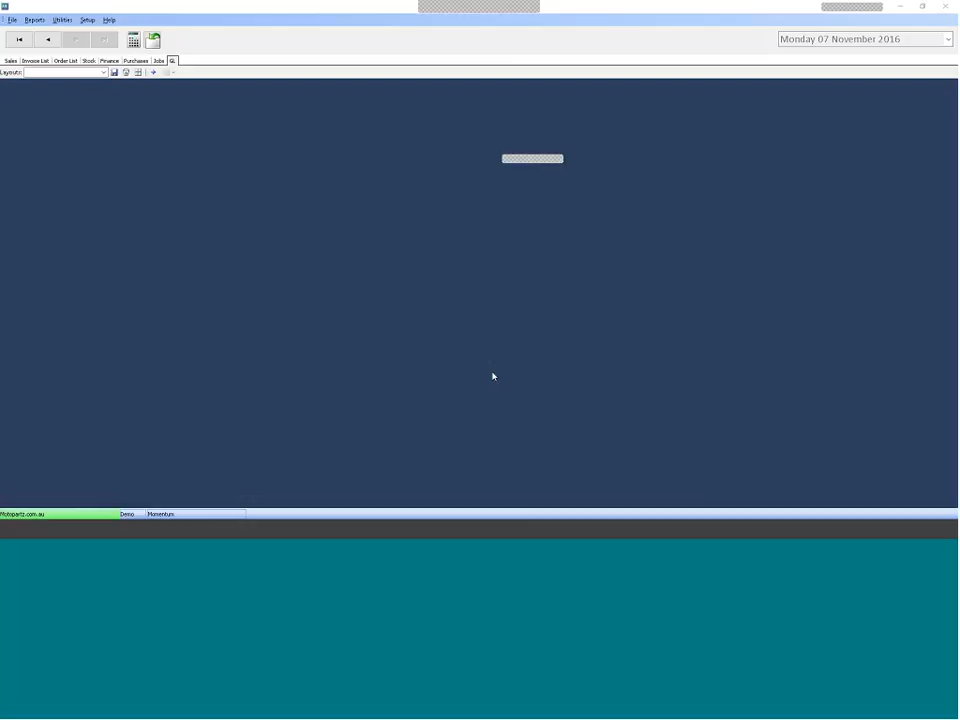 File Reports Utilities Setup Help
Monday 07 November 2016
Sales Invoice List Order List Stock Finance Purchases Jobs GL
Layouts:
Motopartz.com.au Demo Momentum